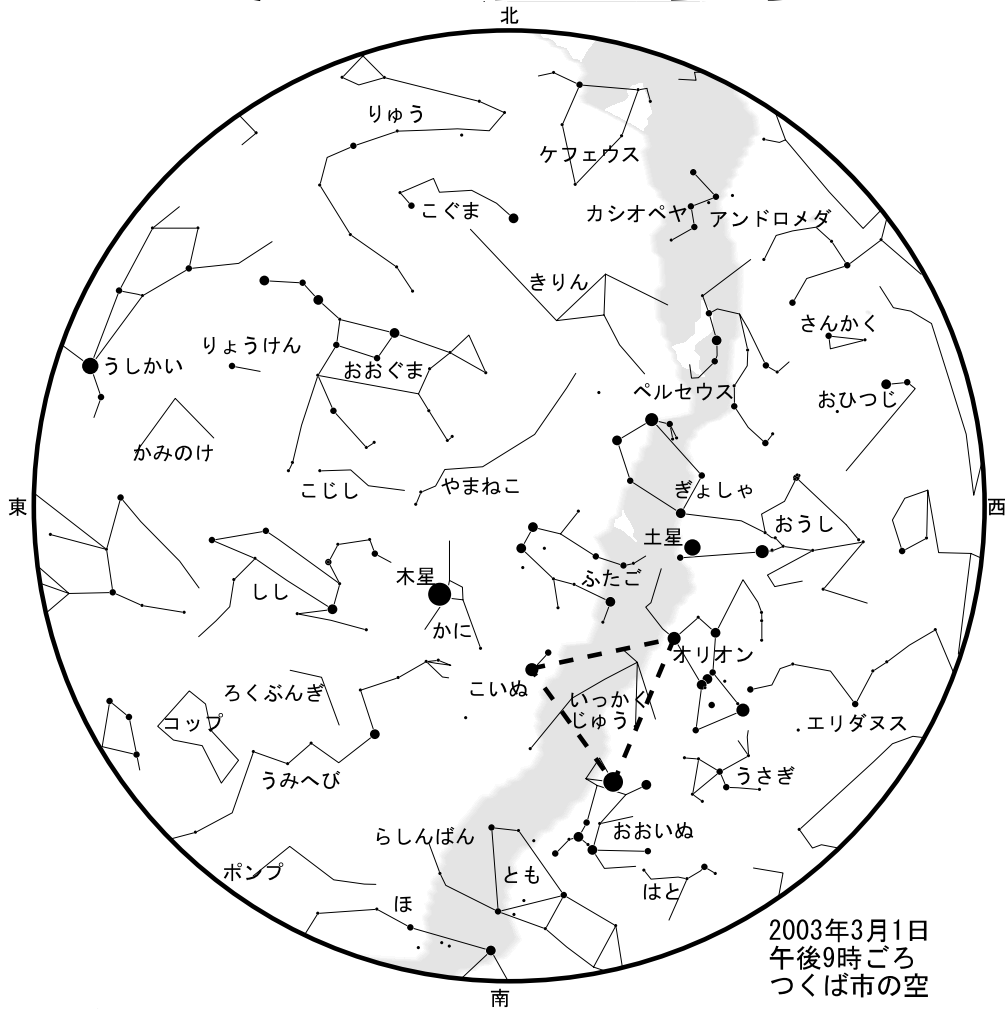 北
りゅう
ケフェウス
こぐま
カシオペヤ
アンドロメダ
きりん
さんかく
りょうけん
うしかい
おおぐま
ペルセウス
おひつじ
かみのけ
こじし
やまねこ
ぎょしゃ
東
西
おうし
土星
木星
ふたご
しし
かに
オリオン
こいぬ
ろくぶんぎ
いっかく
じゅう
コップ
エリダヌス
うみへび
うさぎ
らしんばん
おおいぬ
ポンプ
とも
はと
ほ
2003年3月1日
午後9時ごろ
つくば市の空
南